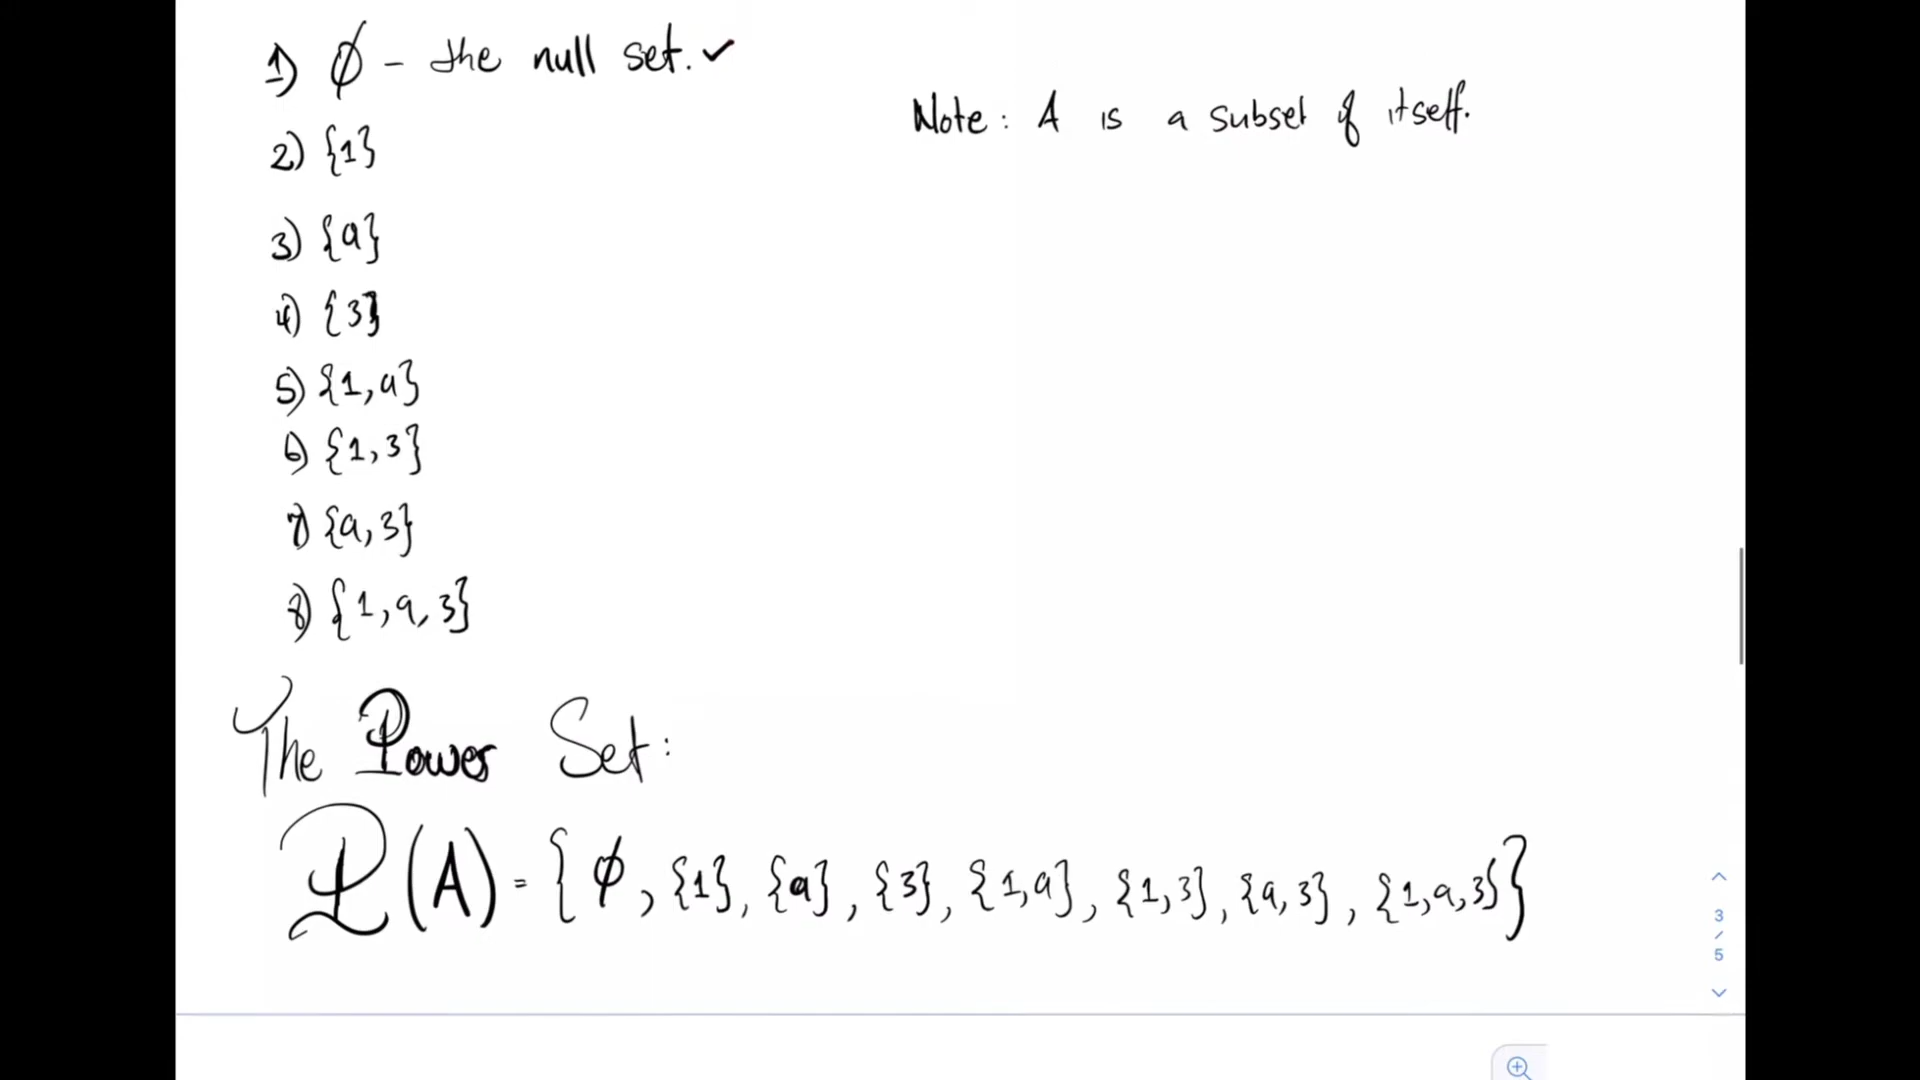 1) ∅ - the null set. ✓
Note: A is a subset of itself.
2) {1}
3) {a}
4) {3}
5) {1,a}
6) {1,3}
7) {a,3}
8) {1,a,3}
The Power Set:
P(A) = {∅, {1}, {a}, {3}, {1,a}, {1,3}, {a,3}, {1,a,3}}
3
/
5